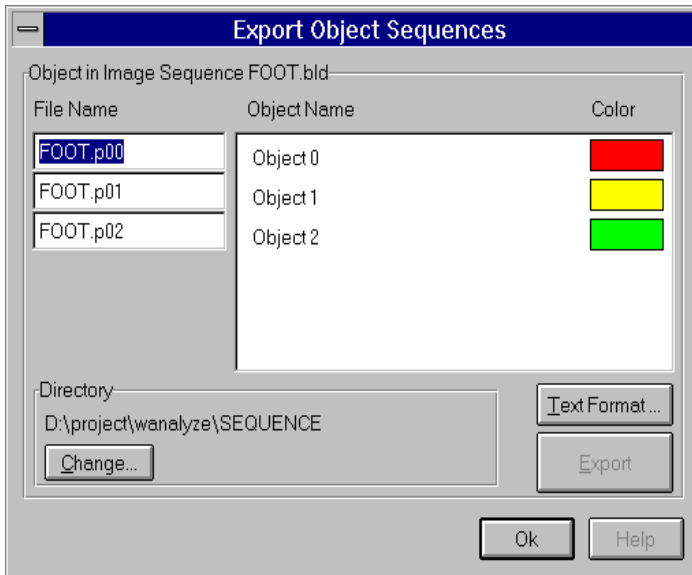 Export Object Sequences
Object in Image Sequence FOOT.bld
File Name Object Name Color
FOOT.p00 Object 0
FOOT.p01 Object 1
FOOT.p02 Object 2
Directory
D:\project\wanalyze\SEQUENCE
Text Format ...
Change...
Export
Ok Help